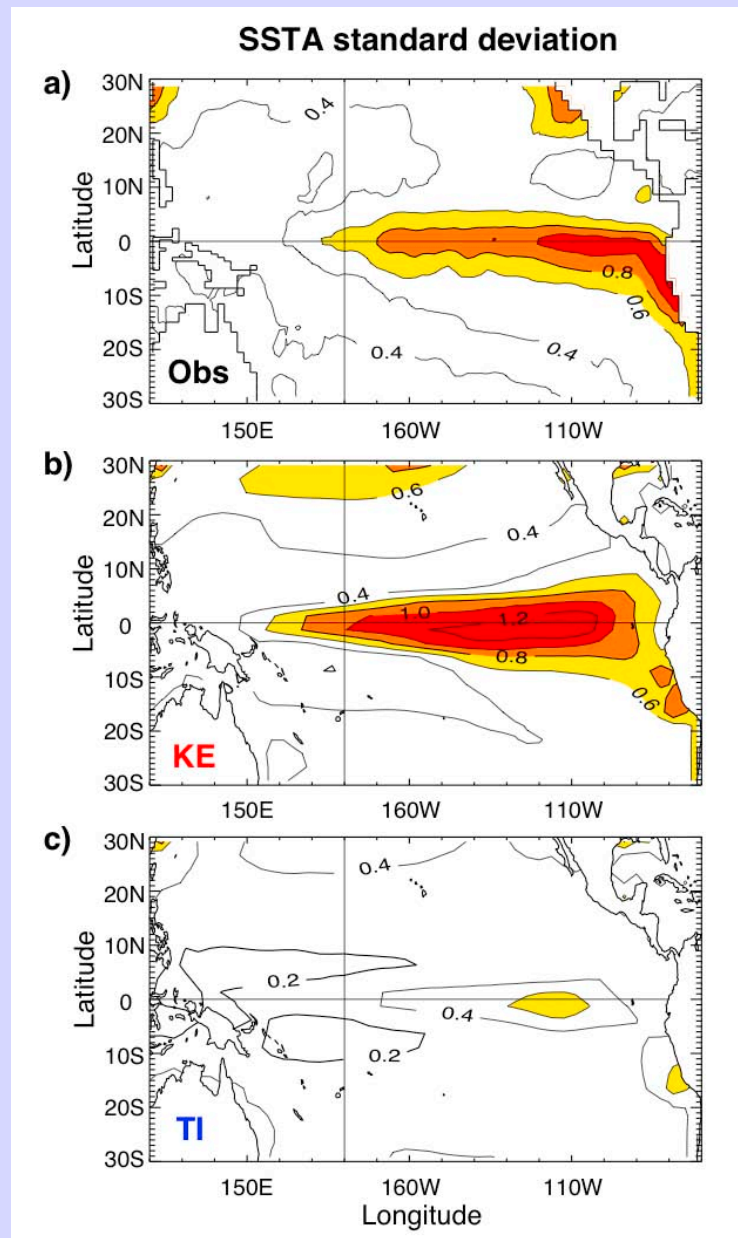 SSTA standard deviation
a)
30N
20N
10N
0
10S
20S
30S
Latitude
0.4
0.8
0.6
0.4
0.4
Obs
150E 160W 110W
b)
30N
20N
10N
0
10S
20S
30S
Latitude
0.6
0.4
0.4
1.0
1.2
0.8
0.6
KE
150E 160W 110W
c)
30N
20N
10N
0
10S
20S
30S
Latitude
0.4
0.2
0.4
0.2
TI
150E 160W 110W
Longitude